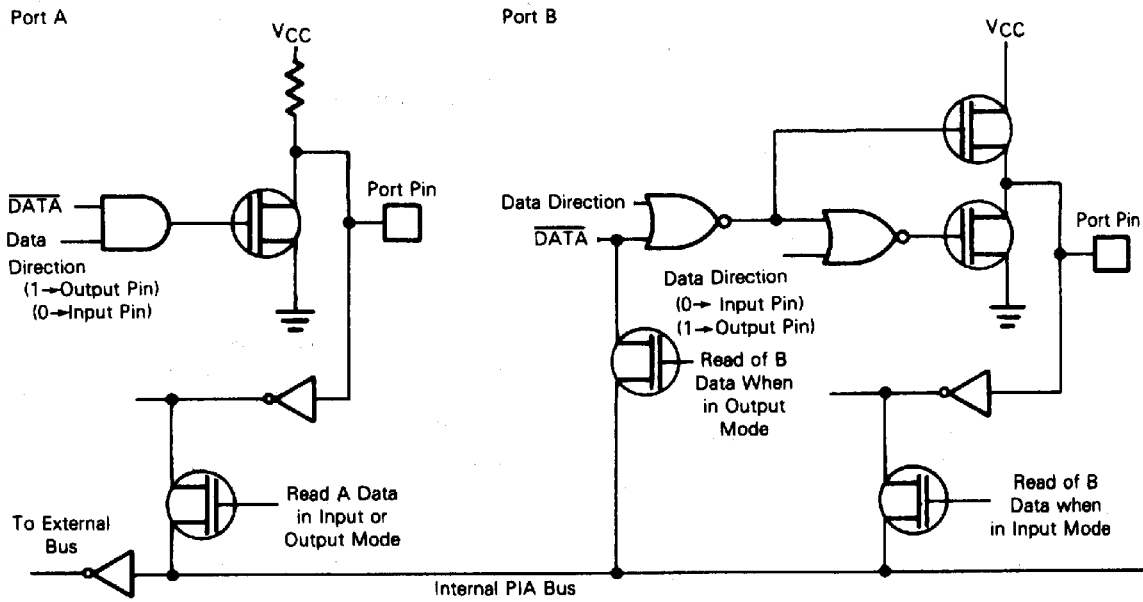 Port A
Port B
VCC
VCC
Port Pin
DATA
Data
Direction
(1→Output Pin)
(0→Input Pin)
Data Direction
DATA
Port Pin
Data Direction
(0→ Input Pin)
(1→Output Pin)
Read of B
Data When
in Output
Mode
Read A Data
in Input or
Output Mode
Read of B
Data when
in Input Mode
To External
Bus
Internal PIA Bus